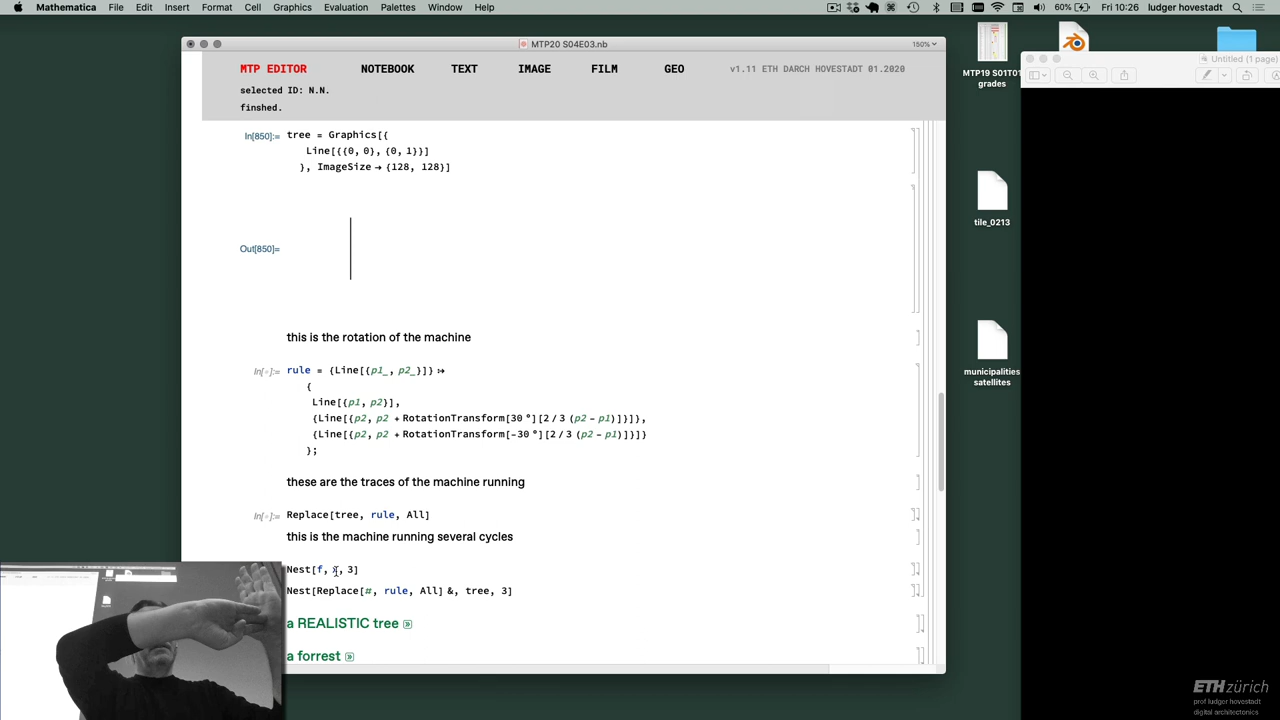 Mathematica File Edit Insert Format Cell Graphics Evaluation Palettes Window Help 60% Fri 10:26 ludger hovestadt
MTP20 S04E03.nb 150%
MTP EDITOR NOTEBOOK TEXT IMAGE FILM GEO v1.11 ETH DARCH HOVESTADT 01.2020
selected ID: N.N.
finshed.
In[850]:= tree = Graphics[{
Line[{{0, 0}, {0, 1}}]
}, ImageSize → {128, 128}]
Out[850]=
this is the rotation of the machine
In[◦]:= rule = {Line[{p1_, p2_}]} ↦
{
Line[{p1, p2}],
{Line[{p2, p2 + RotationTransform[30 °][2 / 3 (p2 - p1)]}]},
{Line[{p2, p2 + RotationTransform[-30 °][2 / 3 (p2 - p1)]}]}
};
these are the traces of the machine running
In[◦]:= Replace[tree, rule, All]
this is the machine running several cycles
Nest[f, x, 3]
Nest[Replace[#, rule, All] &, tree, 3]
a REALISTIC tree
a forrest
MTP19 S01T01
grades
tile_0213
municipalities
satellites
Untitled (1 page)
ETH zürich
prof ludger hovestadt
digital architectonics